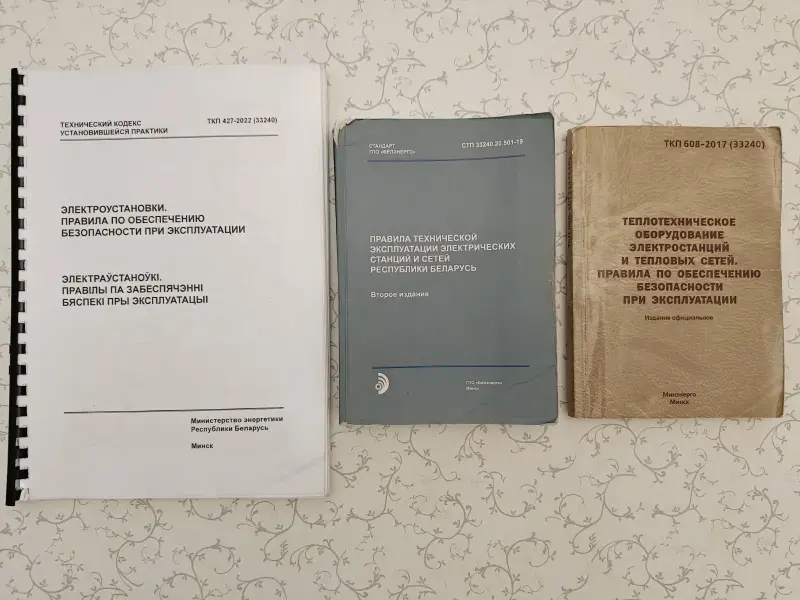 ТЕХНИЧЕСКИЙ КОДЕКС
УСТАНОВИВШЕЙСЯ ПРАКТИКИ
ТКП 427-2022 (33240)
ЭЛЕКТРОУСТАНОВКИ.
ПРАВИЛА ПО ОБЕСПЕЧЕНИЮ
БЕЗОПАСНОСТИ ПРИ ЭКСПЛУАТАЦИИ
ЭЛЕКТРАЎСТАНОЎКІ.
ПРАВІЛЫ ПА ЗАБЕСПЯЧЭННІ
БЯСПЕКІ ПРЫ ЭКСПЛУАТАЦЫІ
Министерство энергетики
Республики Беларусь
Минск
СТАНДАРТ
ГПО «БЕЛЭНЕРГО»
СТП 33240.20.501-19
ПРАВИЛА ТЕХНИЧЕСКОЙ
ЭКСПЛУАТАЦИИ ЭЛЕКТРИЧЕСКИХ
СТАНЦИЙ И СЕТЕЙ
РЕСПУБЛИКИ БЕЛАРУСЬ
Второе издание
ГПО «Белэнерго»
Минск
ТКП 608-2017 (33240)
ТЕПЛОТЕХНИЧЕСКОЕ
ОБОРУДОВАНИЕ
ЭЛЕКТРОСТАНЦИЙ
И ТЕПЛОВЫХ СЕТЕЙ.
ПРАВИЛА ПО ОБЕСПЕЧЕНИЮ
БЕЗОПАСНОСТИ
ПРИ ЭКСПЛУАТАЦИИ
Издание официальное
Минэнерго
Минск